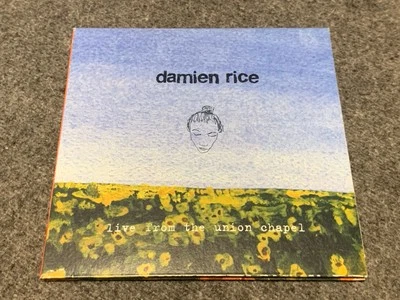 damien rice
live from the union chapel